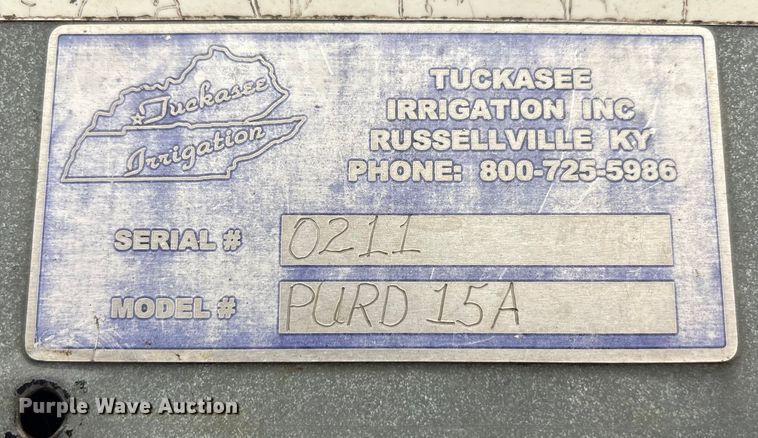 Tuckasee
Irrigation
TUCKASEE
IRRIGATION INC
RUSSELLVILLE KY
PHONE: 800-725-5986
SERIAL # 0211
MODEL # PURD 15A
Purple Wave Auction